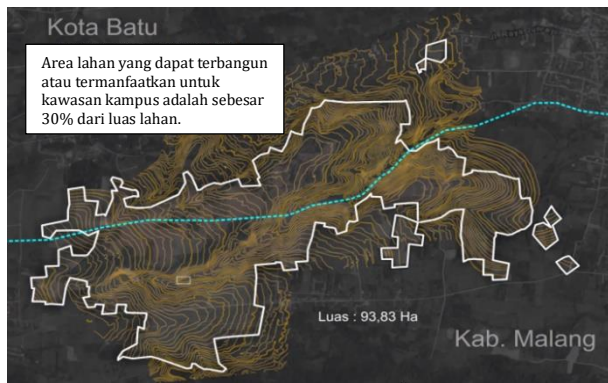 Kota Batu
Area lahan yang dapat terbangun
atau termanfaatkan untuk
kawasan kampus adalah sebesar
30% dari luas lahan.
Luas : 93,83 Ha
Kab. Malang